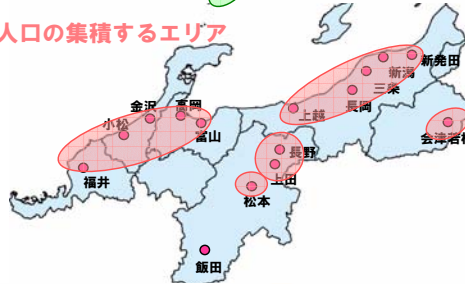 人口の集積するエリア
新発田
新潟
三条
長岡
上越
金沢
高岡
小松
富山
福井
長野
上田
松本
飯田
会津若松